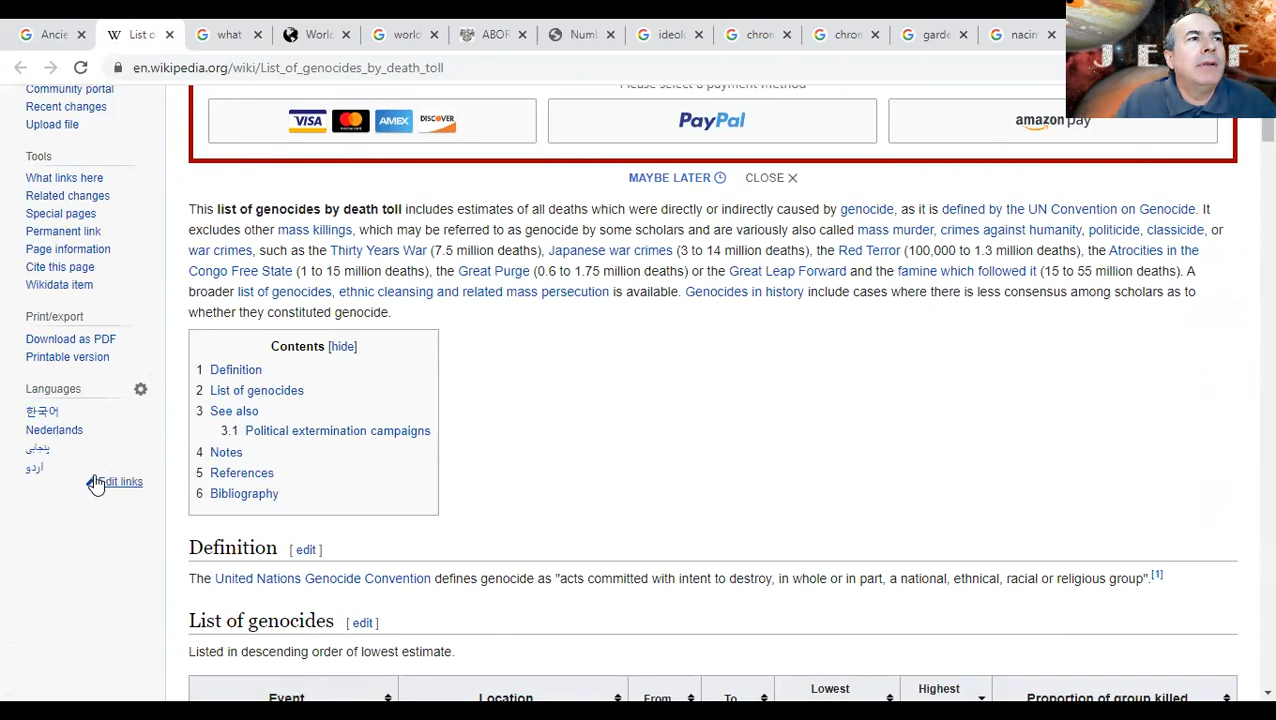 Ancie
List o
what
World
world
ABOR
Numb
ideolo
chron
chron
garde
nacin
en.wikipedia.org/wiki/List_of_genocides_by_death_toll
J E F F
Community portal
Recent changes
Upload file
Tools
What links here
Related changes
Special pages
Permanent link
Page information
Cite this page
Wikidata item
Print/export
Download as PDF
Printable version
Languages
한국어
Nederlands
پنجابی
اردو
Edit links
Please select a payment method
VISA AMEX DISCOVER
PayPal
amazon pay
MAYBE LATER CLOSE
This list of genocides by death toll includes estimates of all deaths which were directly or indirectly caused by genocide, as it is defined by the UN Convention on Genocide. It
excludes other mass killings, which may be referred to as genocide by some scholars and are variously also called mass murder, crimes against humanity, politicide, classicide, or
war crimes, such as the Thirty Years War (7.5 million deaths), Japanese war crimes (3 to 14 million deaths), the Red Terror (100,000 to 1.3 million deaths), the Atrocities in the
Congo Free State (1 to 15 million deaths), the Great Purge (0.6 to 1.75 million deaths) or the Great Leap Forward and the famine which followed it (15 to 55 million deaths). A
broader list of genocides, ethnic cleansing and related mass persecution is available. Genocides in history include cases where there is less consensus among scholars as to
whether they constituted genocide.
Contents [hide]
1 Definition
2 List of genocides
3 See also
3.1 Political extermination campaigns
4 Notes
5 References
6 Bibliography
Definition [ edit ]
The United Nations Genocide Convention defines genocide as "acts committed with intent to destroy, in whole or in part, a national, ethnical, racial or religious group".[1]
List of genocides [ edit ]
Listed in descending order of lowest estimate.
Event Location From To Lowest Highest Proportion of group killed